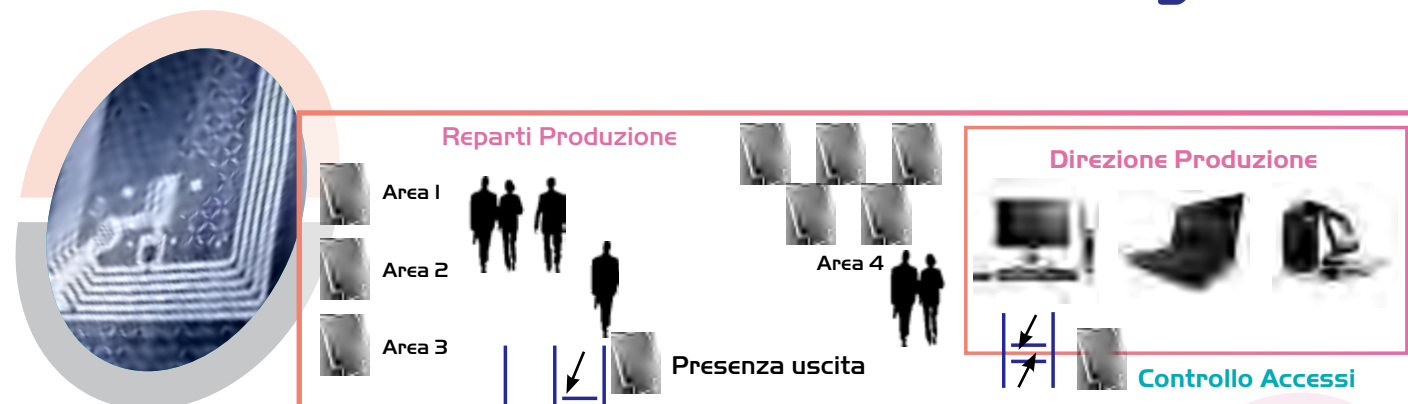 Reparti Produzione
Direzione Produzione
Area 1
Area 2
Area 4
Area 3
Presenza uscita
Controllo Accessi